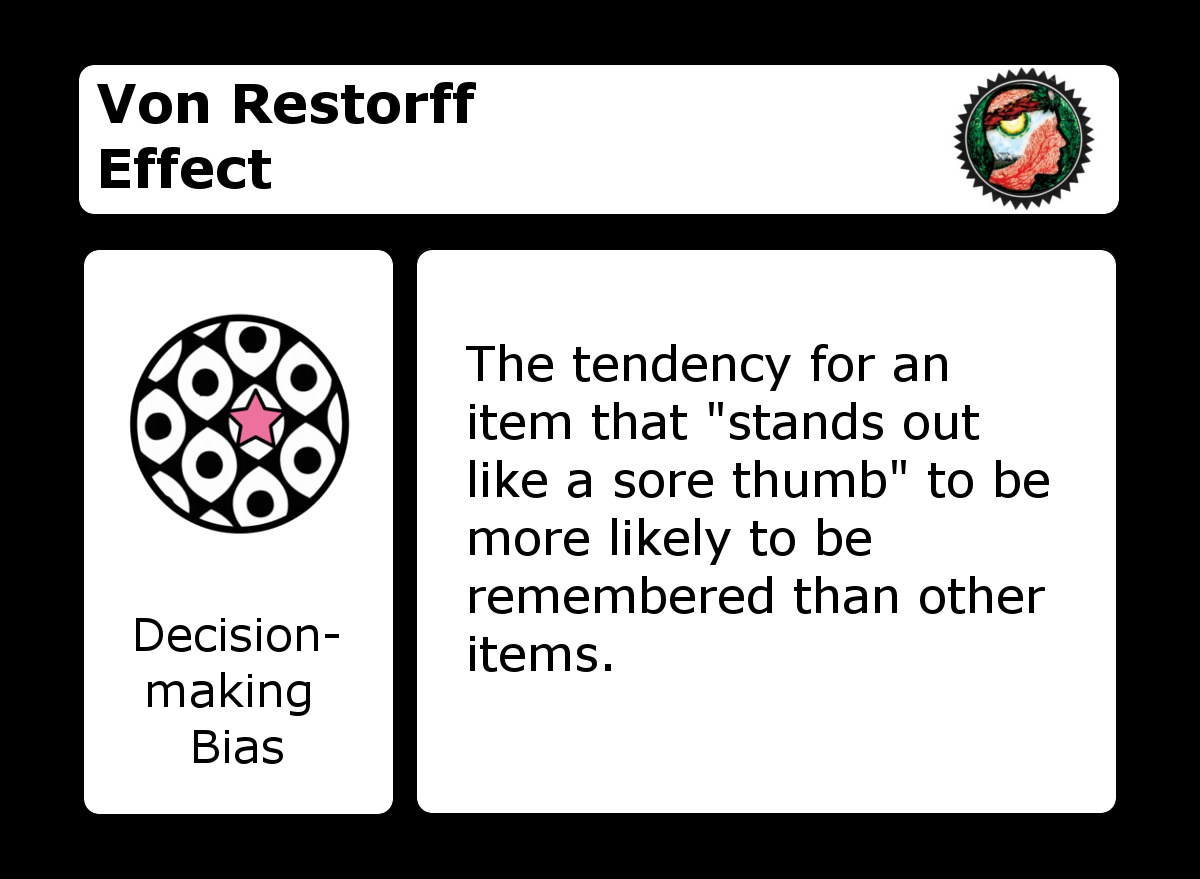 Von Restorff
Effect
Decision-
making
Bias
The tendency for an
item that "stands out
like a sore thumb" to be
more likely to be
remembered than other
items.